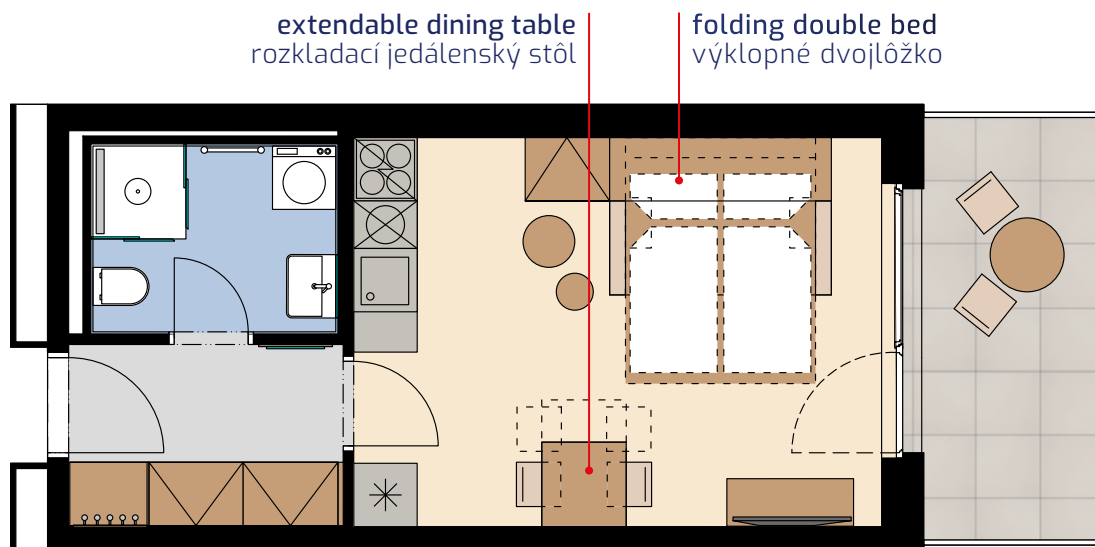 extendable dining table
rozkladací jedálenský stôl
folding double bed
výklopné dvojlôžko